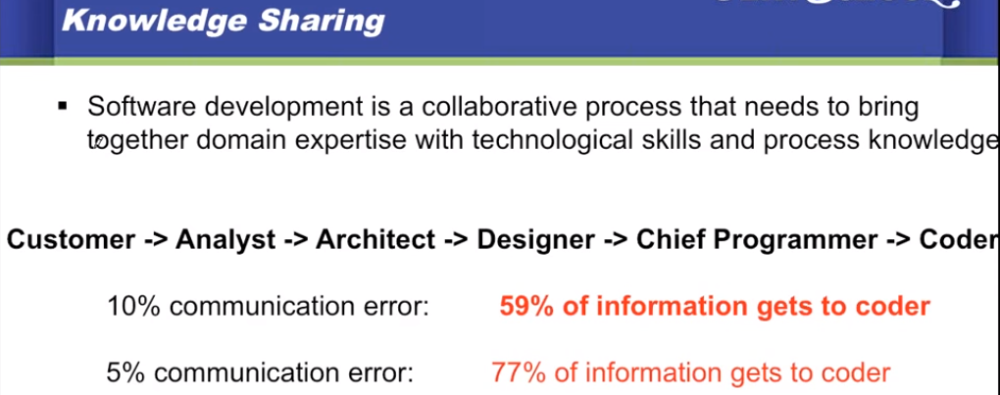 Knowledge Sharing
▪ Software development is a collaborative process that needs to bring
together domain expertise with technological skills and process knowledge
Customer -> Analyst -> Architect -> Designer -> Chief Programmer -> Coder
10% communication error: 59% of information gets to coder
5% communication error: 77% of information gets to coder